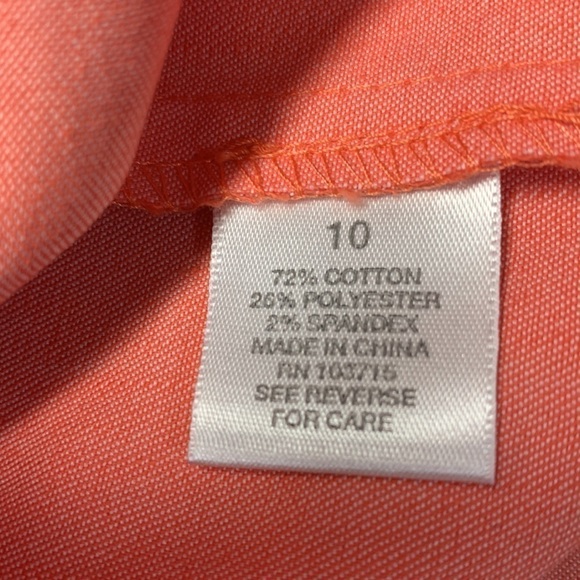 10
72% COTTON
26% POLYESTER
2% SPANDEX
MADE IN CHINA
RN 103715
SEE REVERSE
FOR CARE